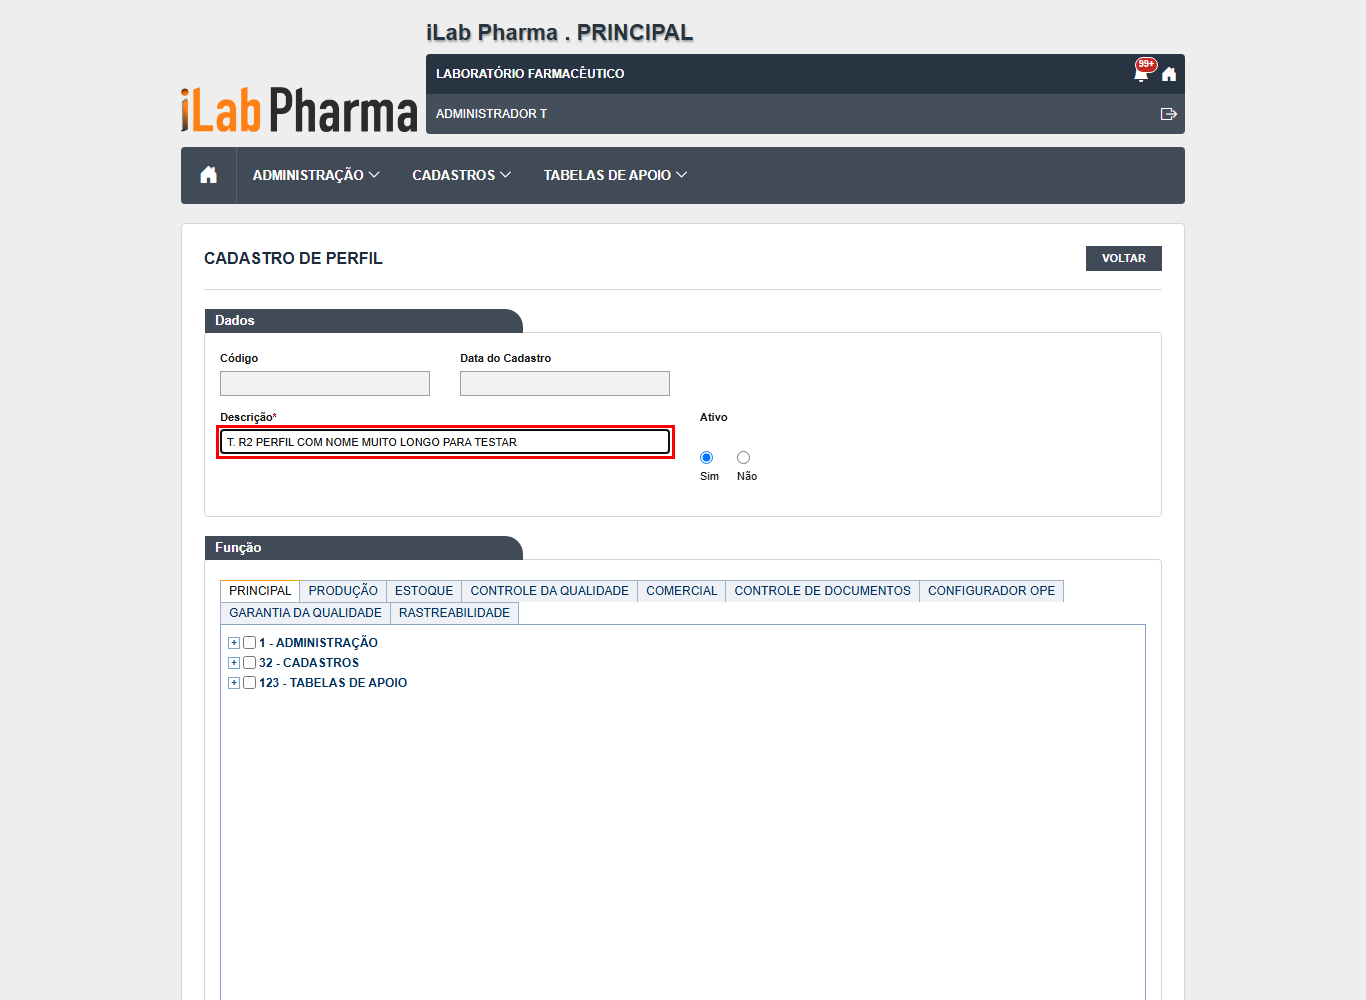 iLab Pharma . PRINCIPAL
LABORATÓRIO FARMACÊUTICO
99+
iLab Pharma
ADMINISTRADOR T
ADMINISTRAÇÃO
CADASTROS
TABELAS DE APOIO
CADASTRO DE PERFIL
VOLTAR
Dados
Código
Data do Cadastro
Descrição*
Ativo
T. R2 PERFIL COM NOME MUITO LONGO PARA TESTAR
Sim
Não
Função
PRINCIPAL
PRODUÇÃO
ESTOQUE
CONTROLE DA QUALIDADE
COMERCIAL
CONTROLE DE DOCUMENTOS
CONFIGURADOR OPE
GARANTIA DA QUALIDADE
RASTREABILIDADE
1 - ADMINISTRAÇÃO
32 - CADASTROS
123 - TABELAS DE APOIO